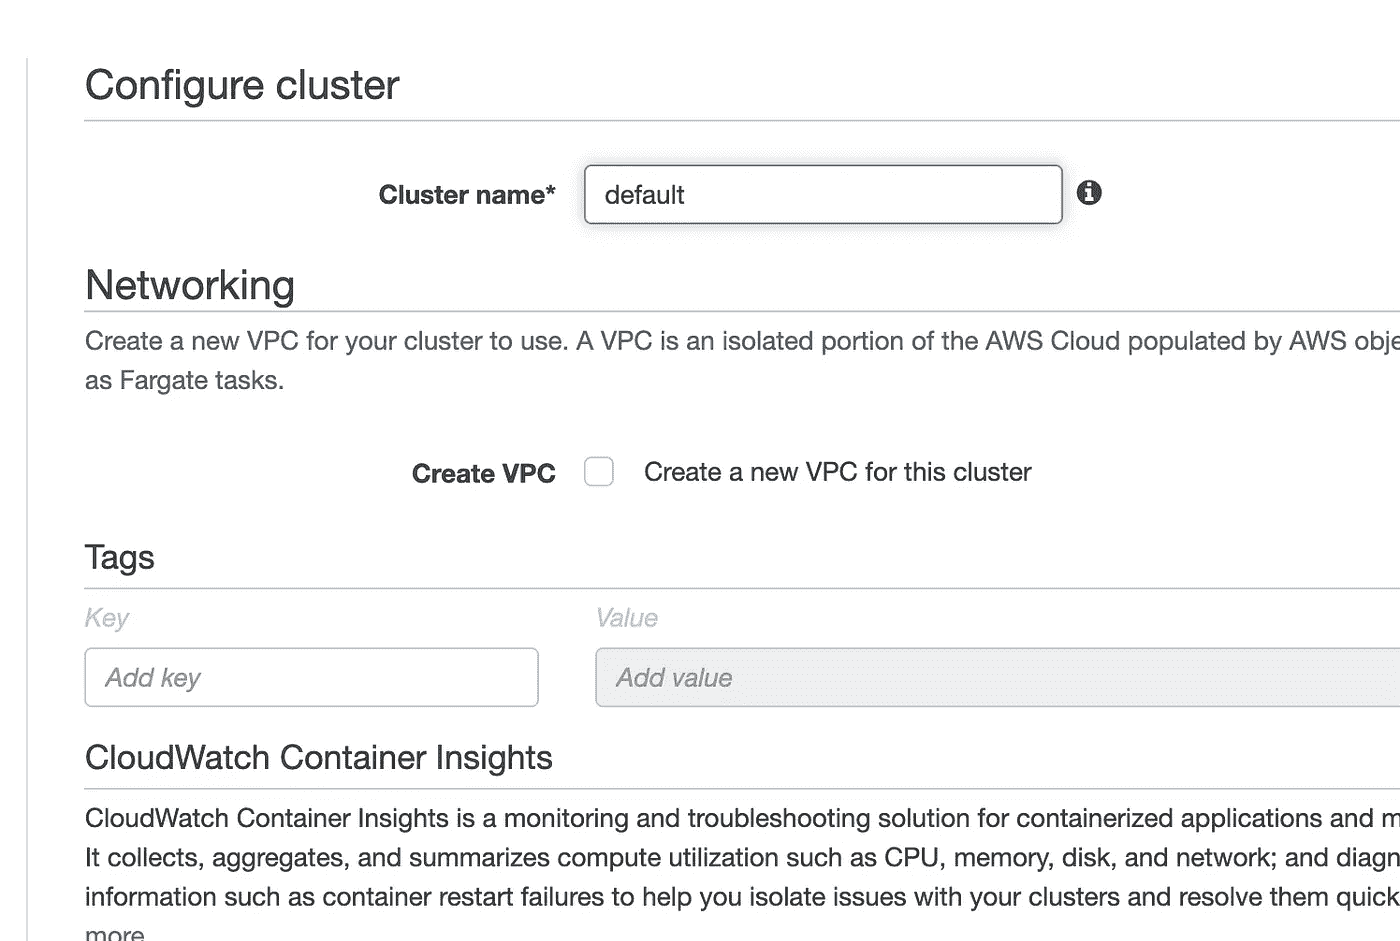 Configure cluster
Cluster name* default
Networking
Create a new VPC for your cluster to use. A VPC is an isolated portion of the AWS Cloud populated by AWS obje
as Fargate tasks.
Create VPC Create a new VPC for this cluster
Tags
Key Value
Add key Add value
CloudWatch Container Insights
CloudWatch Container Insights is a monitoring and troubleshooting solution for containerized applications and m
It collects, aggregates, and summarizes compute utilization such as CPU, memory, disk, and network; and diagn
information such as container restart failures to help you isolate issues with your clusters and resolve them quick
more